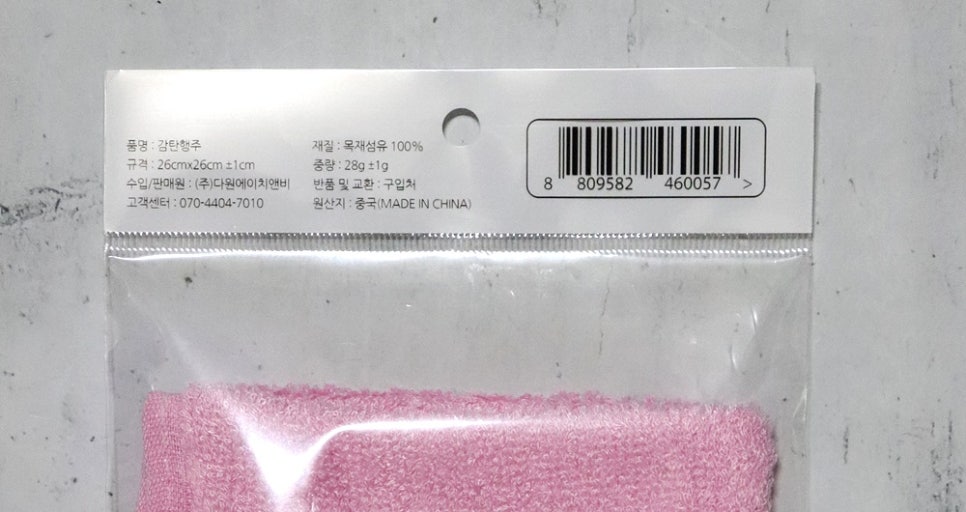 품명 : 감탄행주
규격 : 26cmx26cm ±1cm
수입/판매원 : (주)다원에이치앤비
고객센터 : 070-4404-7010
재질 : 목재섬유 100%
중량 : 28g ±1g
반품 및 교환 : 구입처
원산지 : 중국(MADE IN CHINA)
8 809582 460057 >